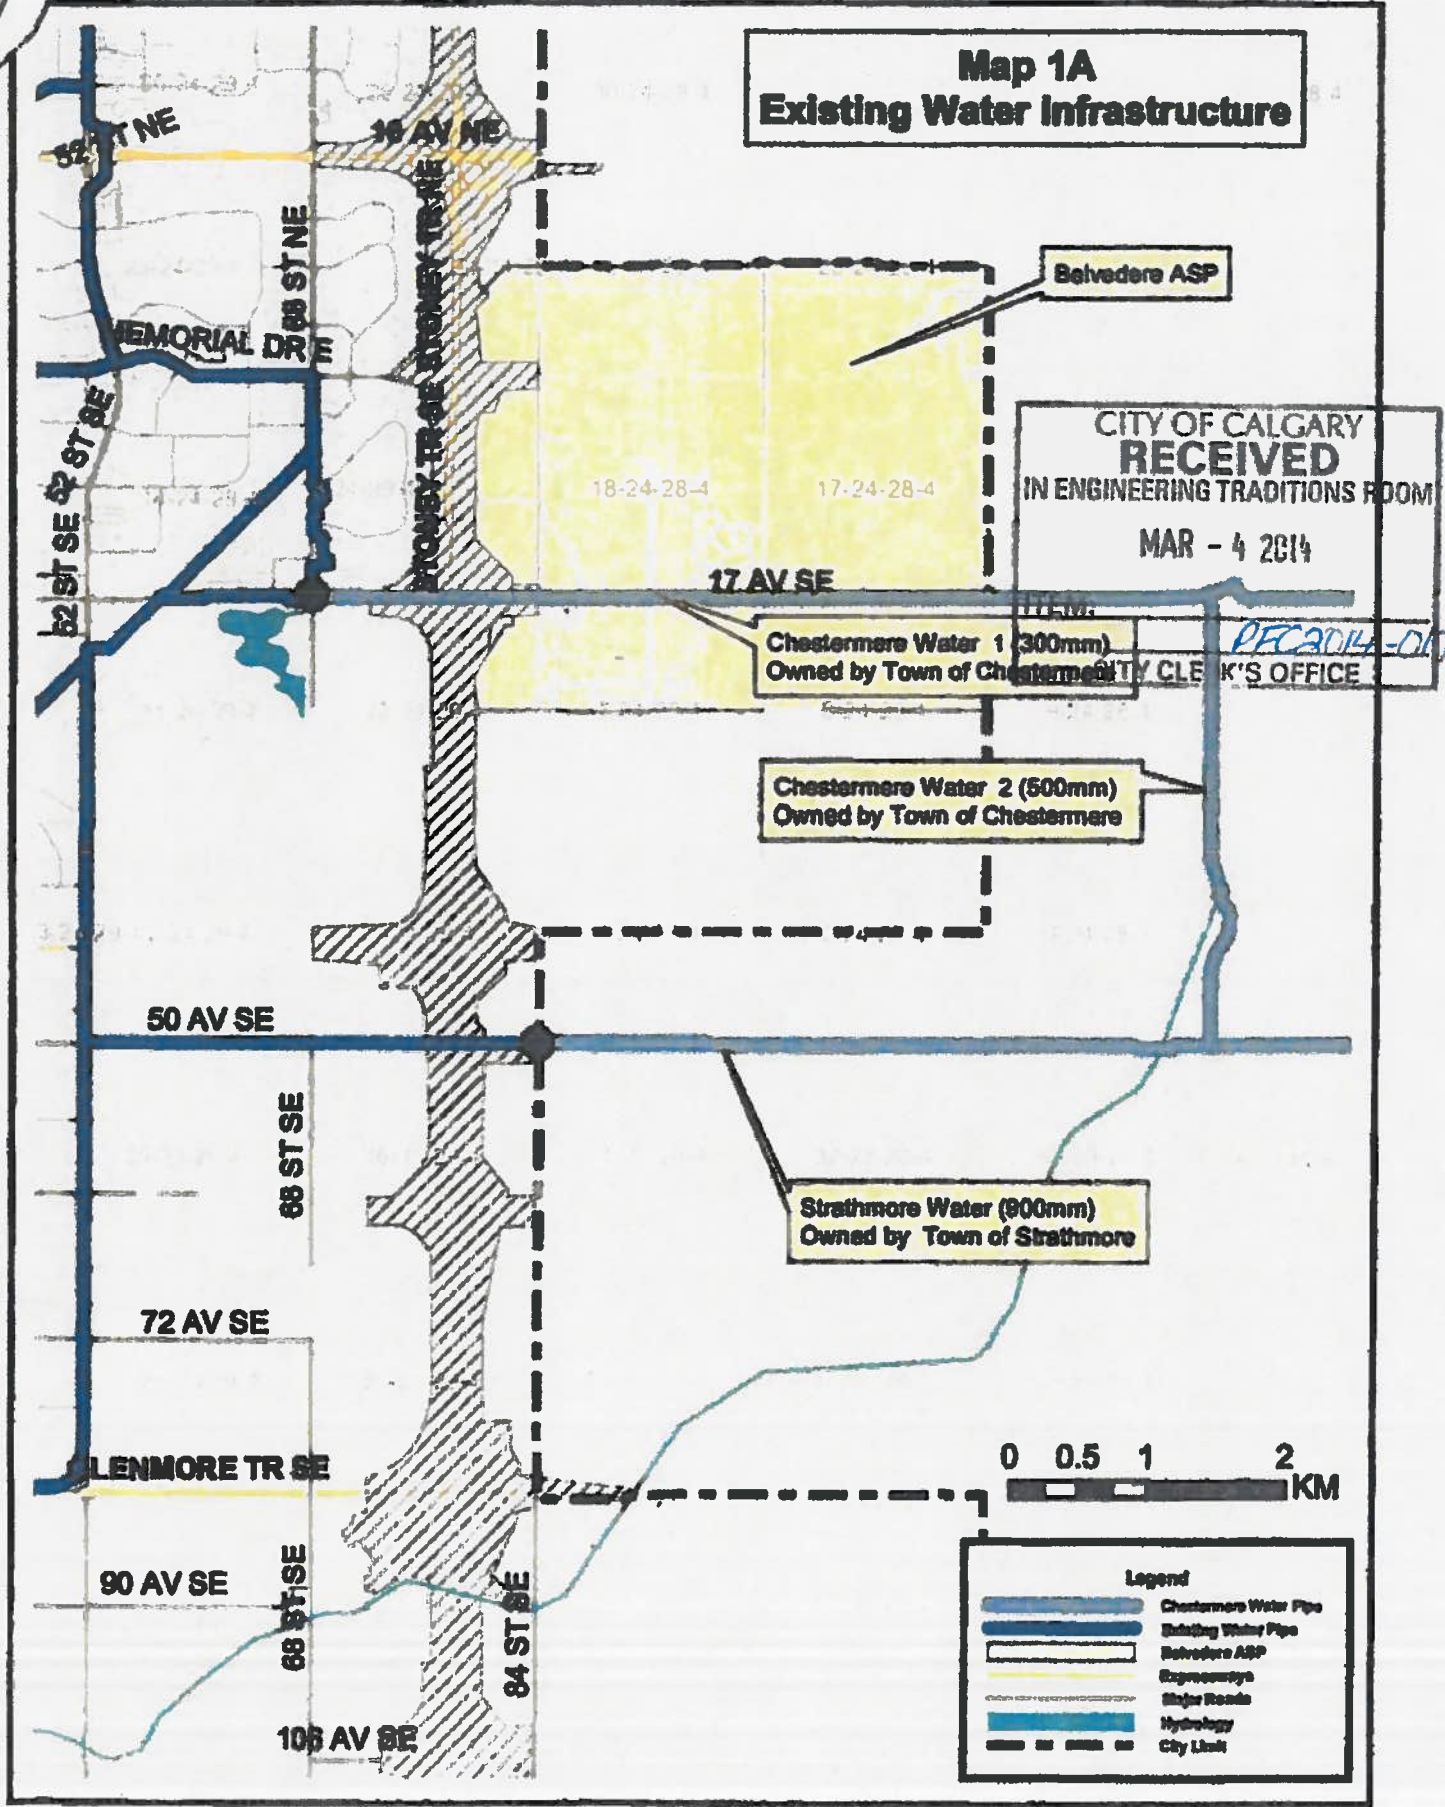 Map 1A
Existing Water Infrastructure
52 ST NE
16 AV NE
68 ST NE
STONEY TR NE
Belvedere ASP
MEMORIAL DR E
STONEY TR SE
52 ST SE
52 ST SE
18-24-28-4
17-24-28-4
CITY OF CALGARY
RECEIVED
IN ENGINEERING TRADITIONS ROOM
MAR - 4 2014
ITEM:
CITY CLERK'S OFFICE
17 AV SE
Chestermere Water 1 (300mm)
Owned by Town of Chestermere
Chestermere Water 2 (500mm)
Owned by Town of Chestermere
50 AV SE
68 ST SE
Strathmore Water (900mm)
Owned by Town of Strathmore
72 AV SE
LENMORE TR SE
0 0.5 1 2
KM
90 AV SE
68 ST SE
84 ST SE
106 AV SE
Legend
Chestermere Water Pipe
Existing Water Pipe
Belvedere ASP
Expressways
Major Roads
Hydrology
City Limit